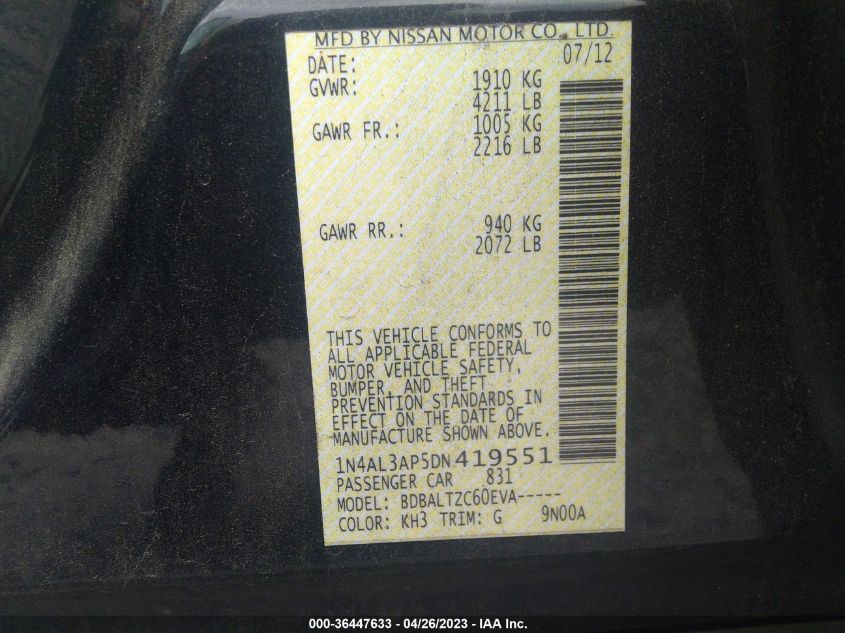 MFD BY NISSAN MOTOR CO., LTD.
DATE: 07/12
GVWR: 1910 KG
4211 LB
GAWR FR.: 1005 KG
2216 LB
GAWR RR.: 940 KG
2072 LB
THIS VEHICLE CONFORMS TO
ALL APPLICABLE FEDERAL
MOTOR VEHICLE SAFETY,
BUMPER, AND THEFT
PREVENTION STANDARDS IN
EFFECT ON THE DATE OF
MANUFACTURE SHOWN ABOVE.
1N4AL3AP5DN419551
PASSENGER CAR 831
MODEL: BDBALTZC60EVA-----
COLOR: KH3 TRIM: G 9N00A
000-36447633 - 04/26/2023 - IAA Inc.